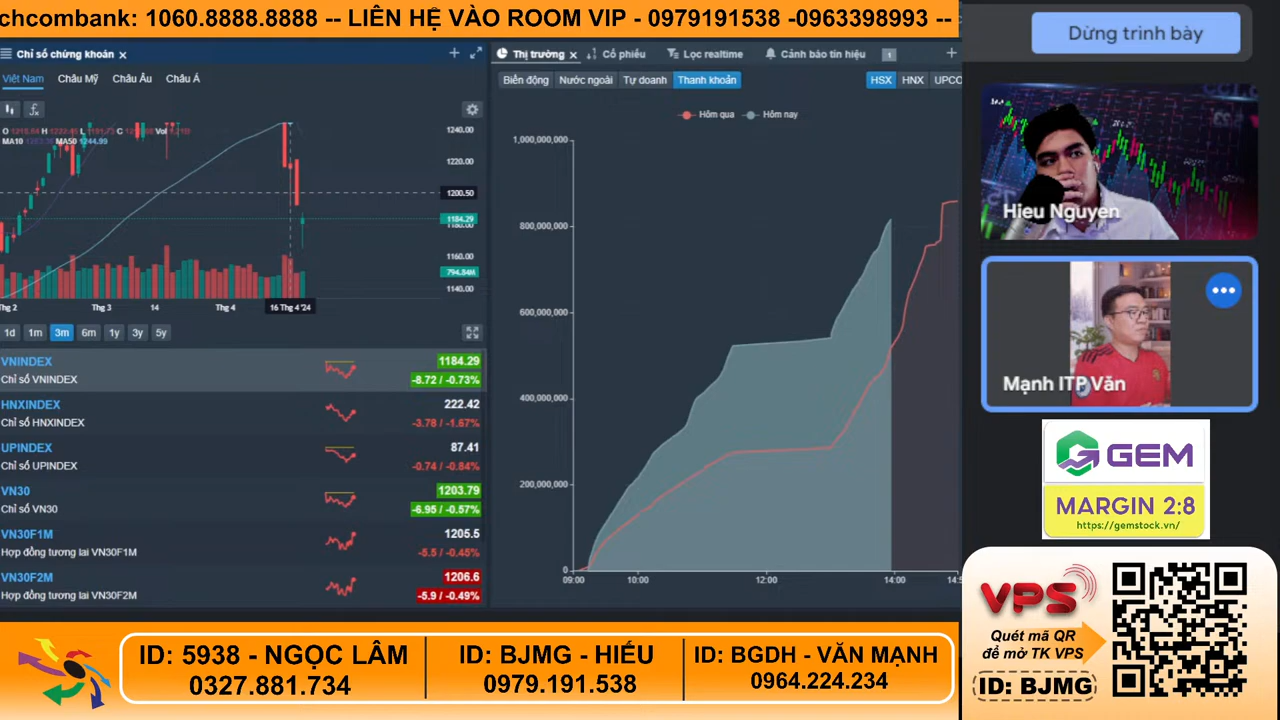 chcombank: 1060.8888.8888 -- LIÊN HỆ VÀO ROOM VIP - 0979191538 -0963398993 --
Chỉ số chứng khoán
Việt Nam Châu Mỹ Châu Âu Châu Á
MA10 MA50 1244.99
1240.00
1220.00
1200.50
1184.29
1180.00
1160.00
794.84M
1140.00
Thg 2 Thg 3 14 Thg 4 16 Thg 4 '24
1d 1m 3m 6m 1y 3y 5y
VNINDEX 1184.29
Chỉ số VNINDEX -8.72 / -0.73%
HNXINDEX 222.42
Chỉ số HNXINDEX -3.78 / -1.67%
UPINDEX 87.41
Chỉ số UPINDEX -0.74 / -0.84%
VN30 1203.79
Chỉ số VN30 -6.95 / -0.57%
VN30F1M 1205.5
Hợp đồng tương lai VN30F1M -5.5 / -0.45%
VN30F2M 1206.6
Hợp đồng tương lai VN30F2M -5.9 / -0.49%
Thị trường Cổ phiếu Lọc realtime Cảnh báo tín hiệu 1
Biến động Nước ngoài Tự doanh Thanh khoản HSX HNX UPCO
Hôm qua Hôm nay
1,000,000,000
800,000,000
600,000,000
400,000,000
200,000,000
0
09:00 10:00 12:00 14:00 14:5
Dừng trình bày
Hieu Nguyen
Mạnh ITP Văn
GEM
MARGIN 2:8
https://gemstock.vn/
VPS
Quét mã QR
để mở TK VPS
ID: BJMG
ID: 5938 - NGỌC LÂM
0327.881.734
ID: BJMG - HIẾU
0979.191.538
ID: BGDH - VĂN MẠNH
0964.224.234